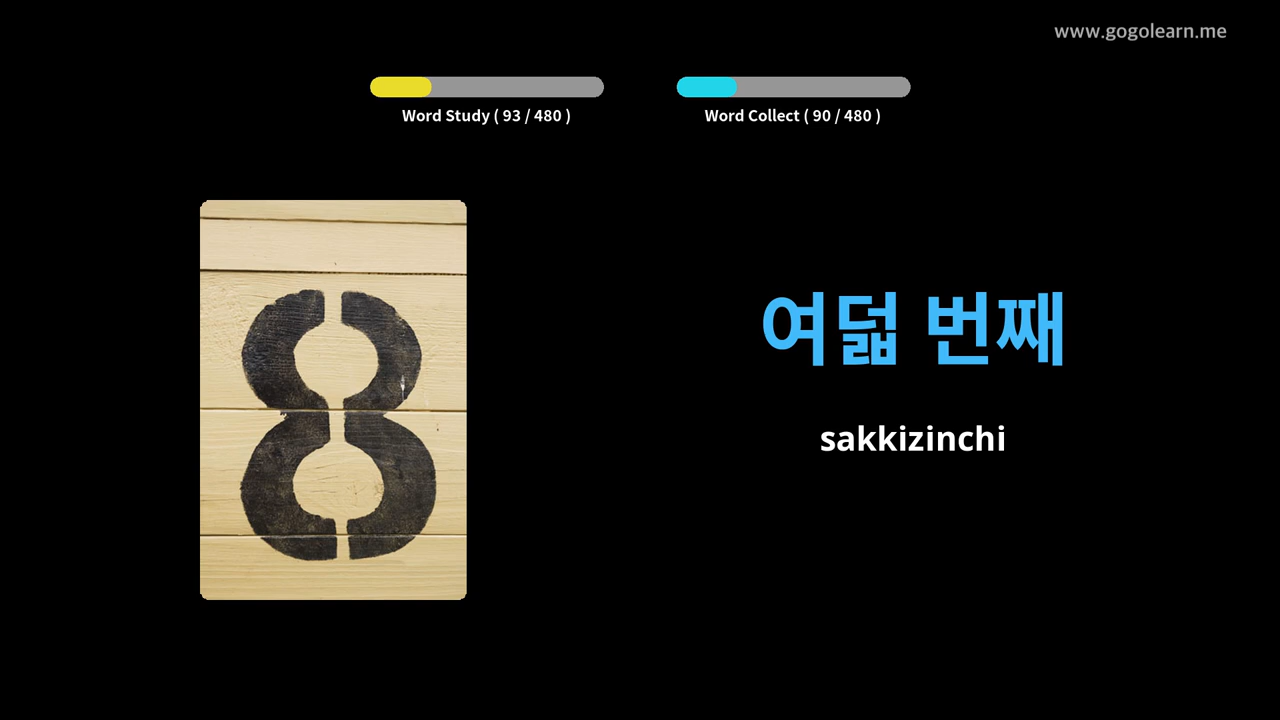 www.gogolearn.me
Word Study ( 93 / 480 )
Word Collect ( 90 / 480 )
8
여덟 번째
sakkizinchi